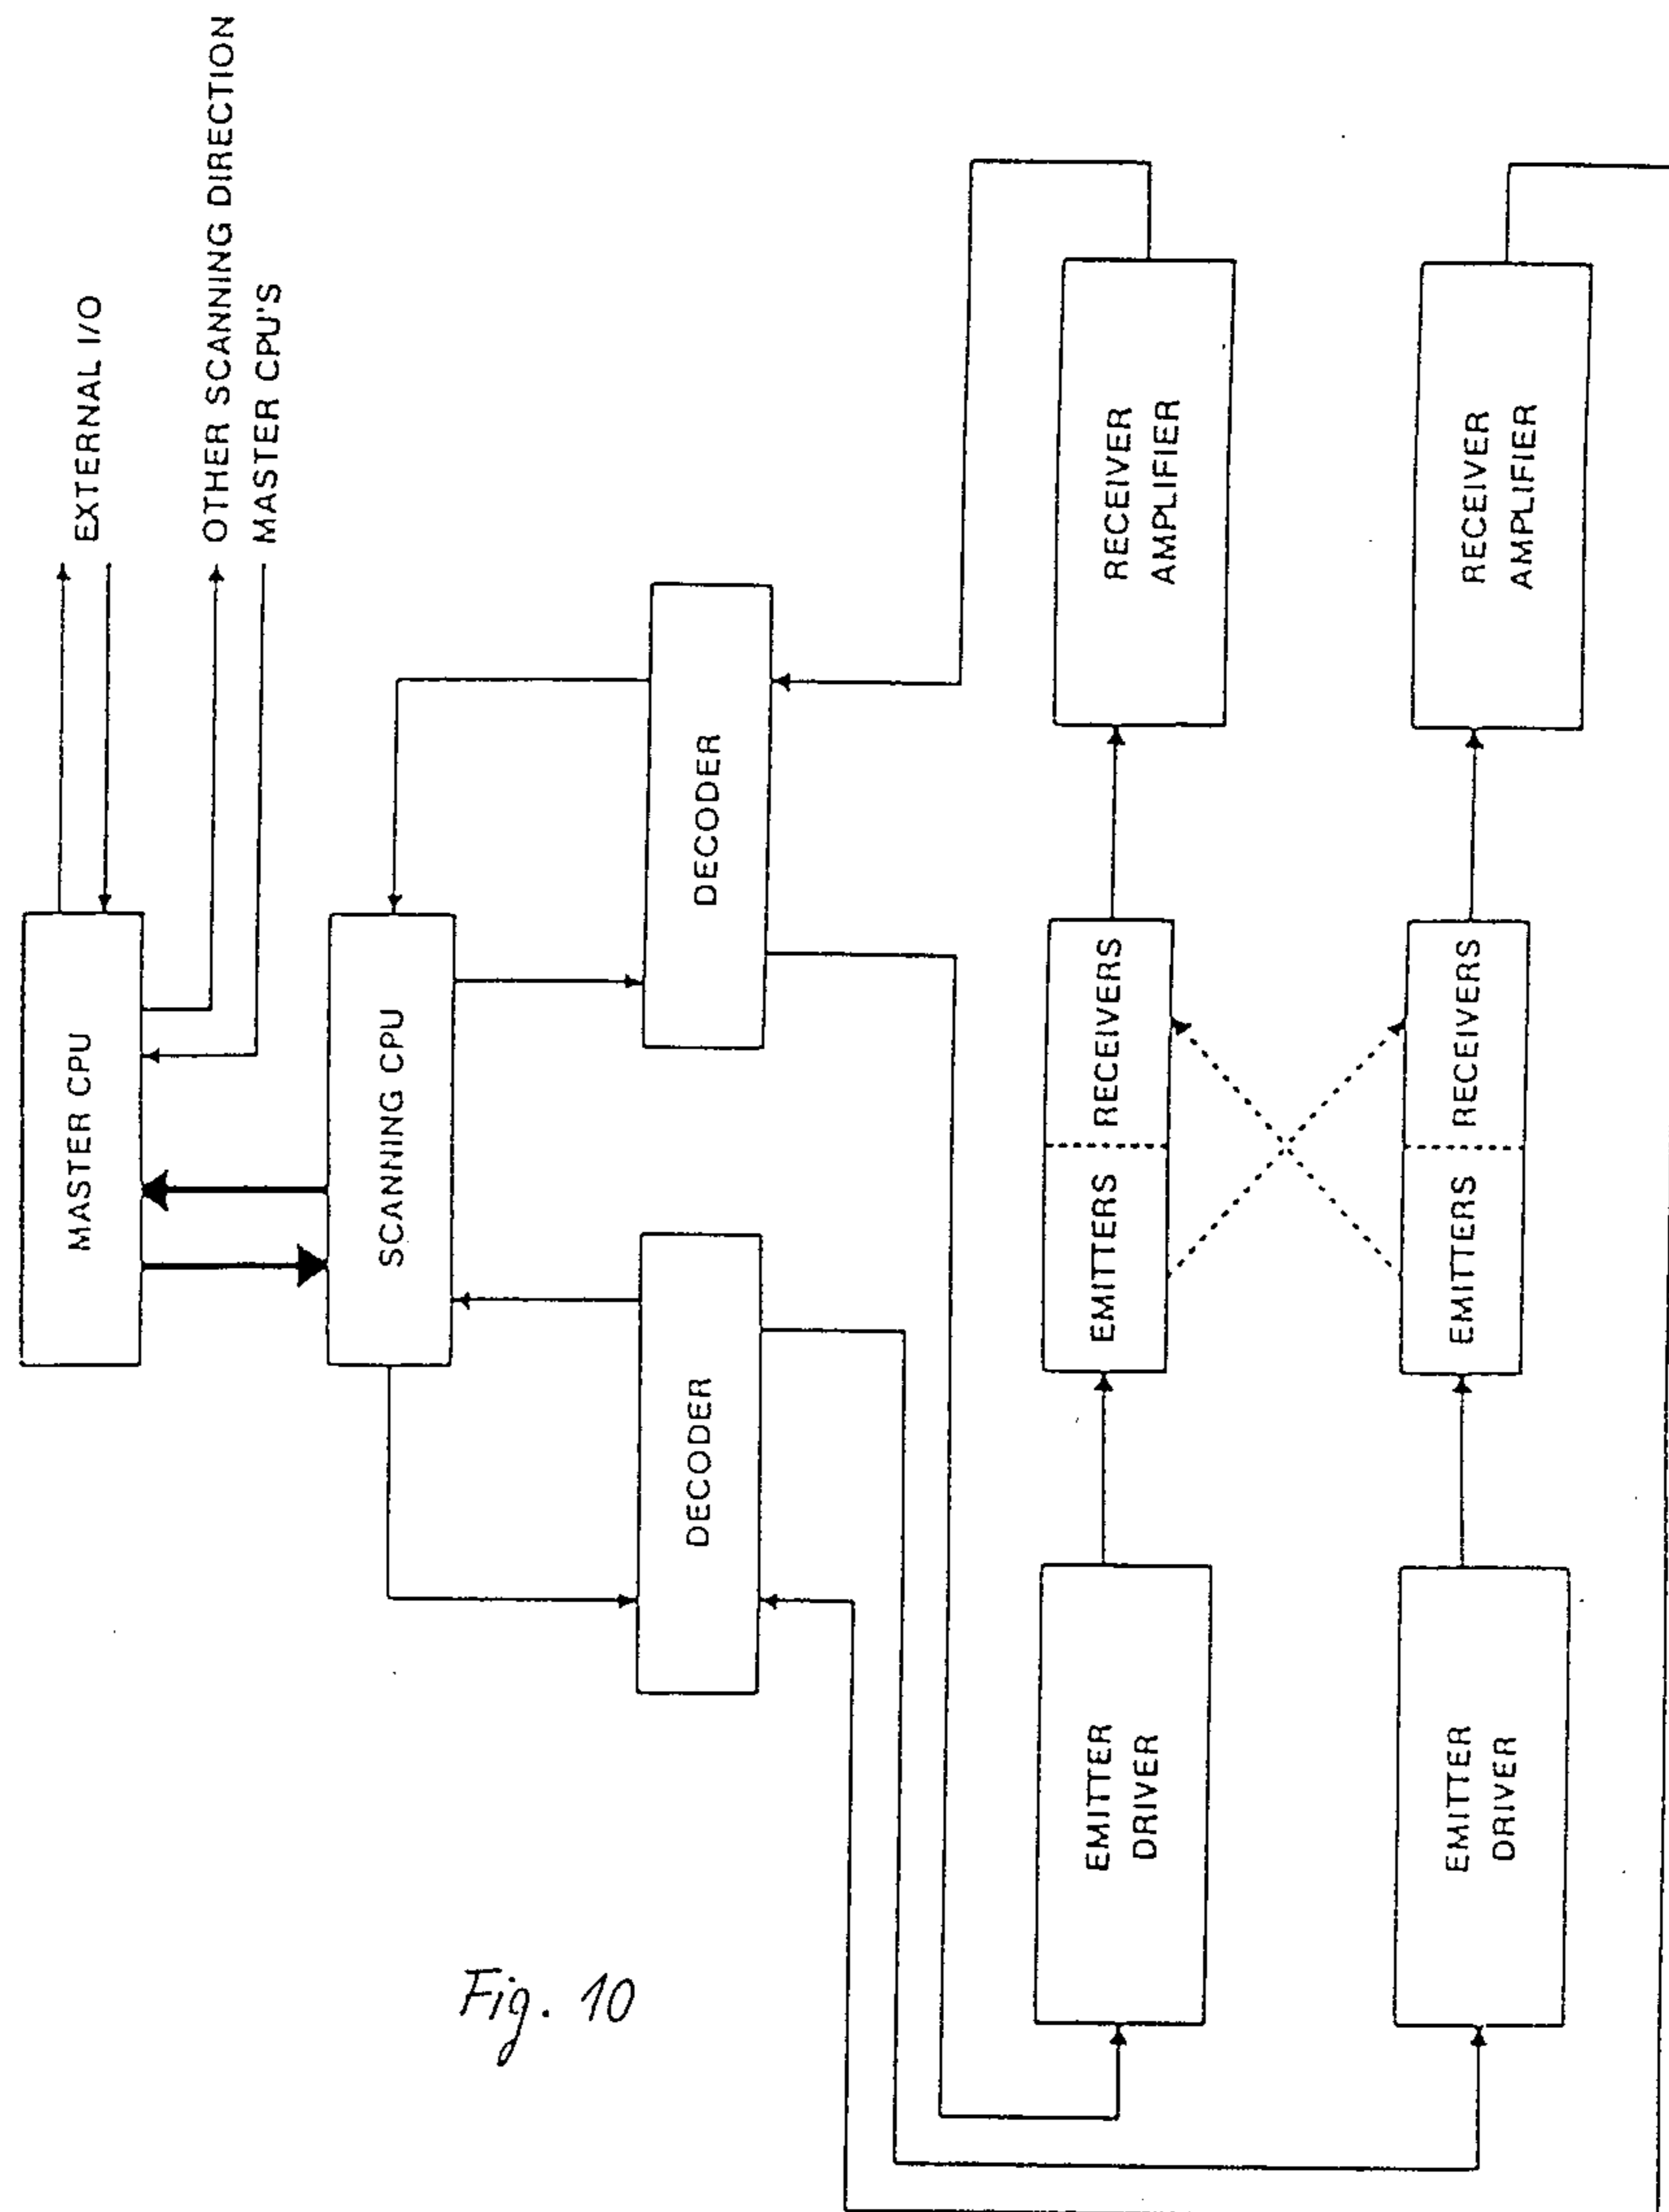 EXTERNAL I/O
OTHER SCANNING DIRECTION
MASTER CPU'S
MASTER CPU
SCANNING CPU
DECODER
DECODER
EMITTER
DRIVER
EMITTERS
RECEIVERS
RECEIVER
AMPLIFIER
EMITTER
DRIVER
EMITTERS
RECEIVERS
RECEIVER
AMPLIFIER
Fig. 10